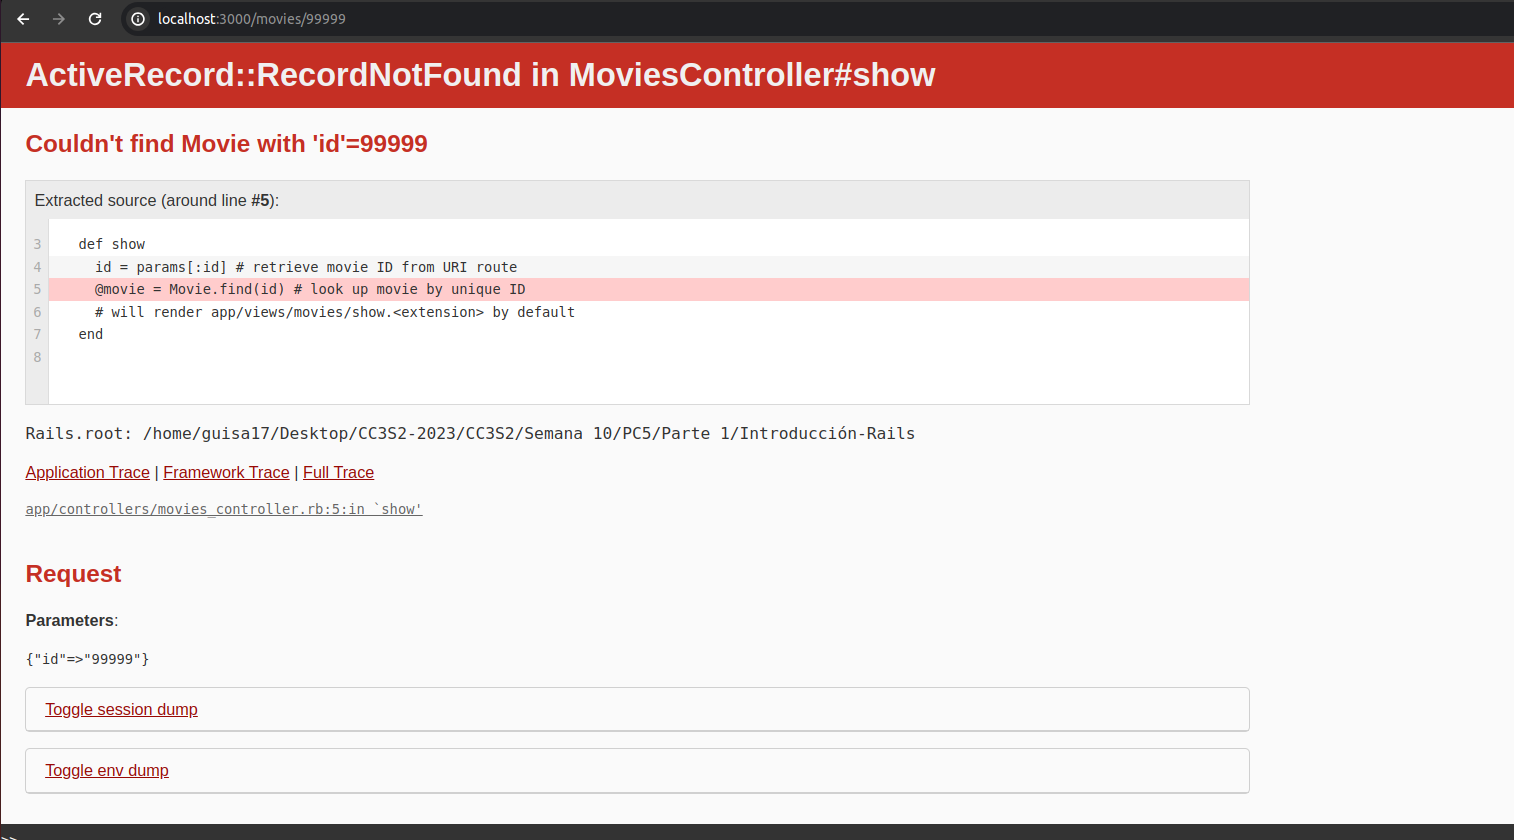 localhost:3000/movies/99999
ActiveRecord::RecordNotFound in MoviesController#show
Couldn't find Movie with 'id'=99999
Extracted source (around line #5):
3 def show
4 id = params[:id] # retrieve movie ID from URI route
5 @movie = Movie.find(id) # look up movie by unique ID
6 # will render app/views/movies/show.<extension> by default
7 end
8
Rails.root: /home/guisa17/Desktop/CC3S2-2023/CC3S2/Semana 10/PC5/Parte 1/Introducción-Rails
Application Trace | Framework Trace | Full Trace
app/controllers/movies_controller.rb:5:in `show'
Request
Parameters:
{"id"=>"99999"}
Toggle session dump
Toggle env dump
>>